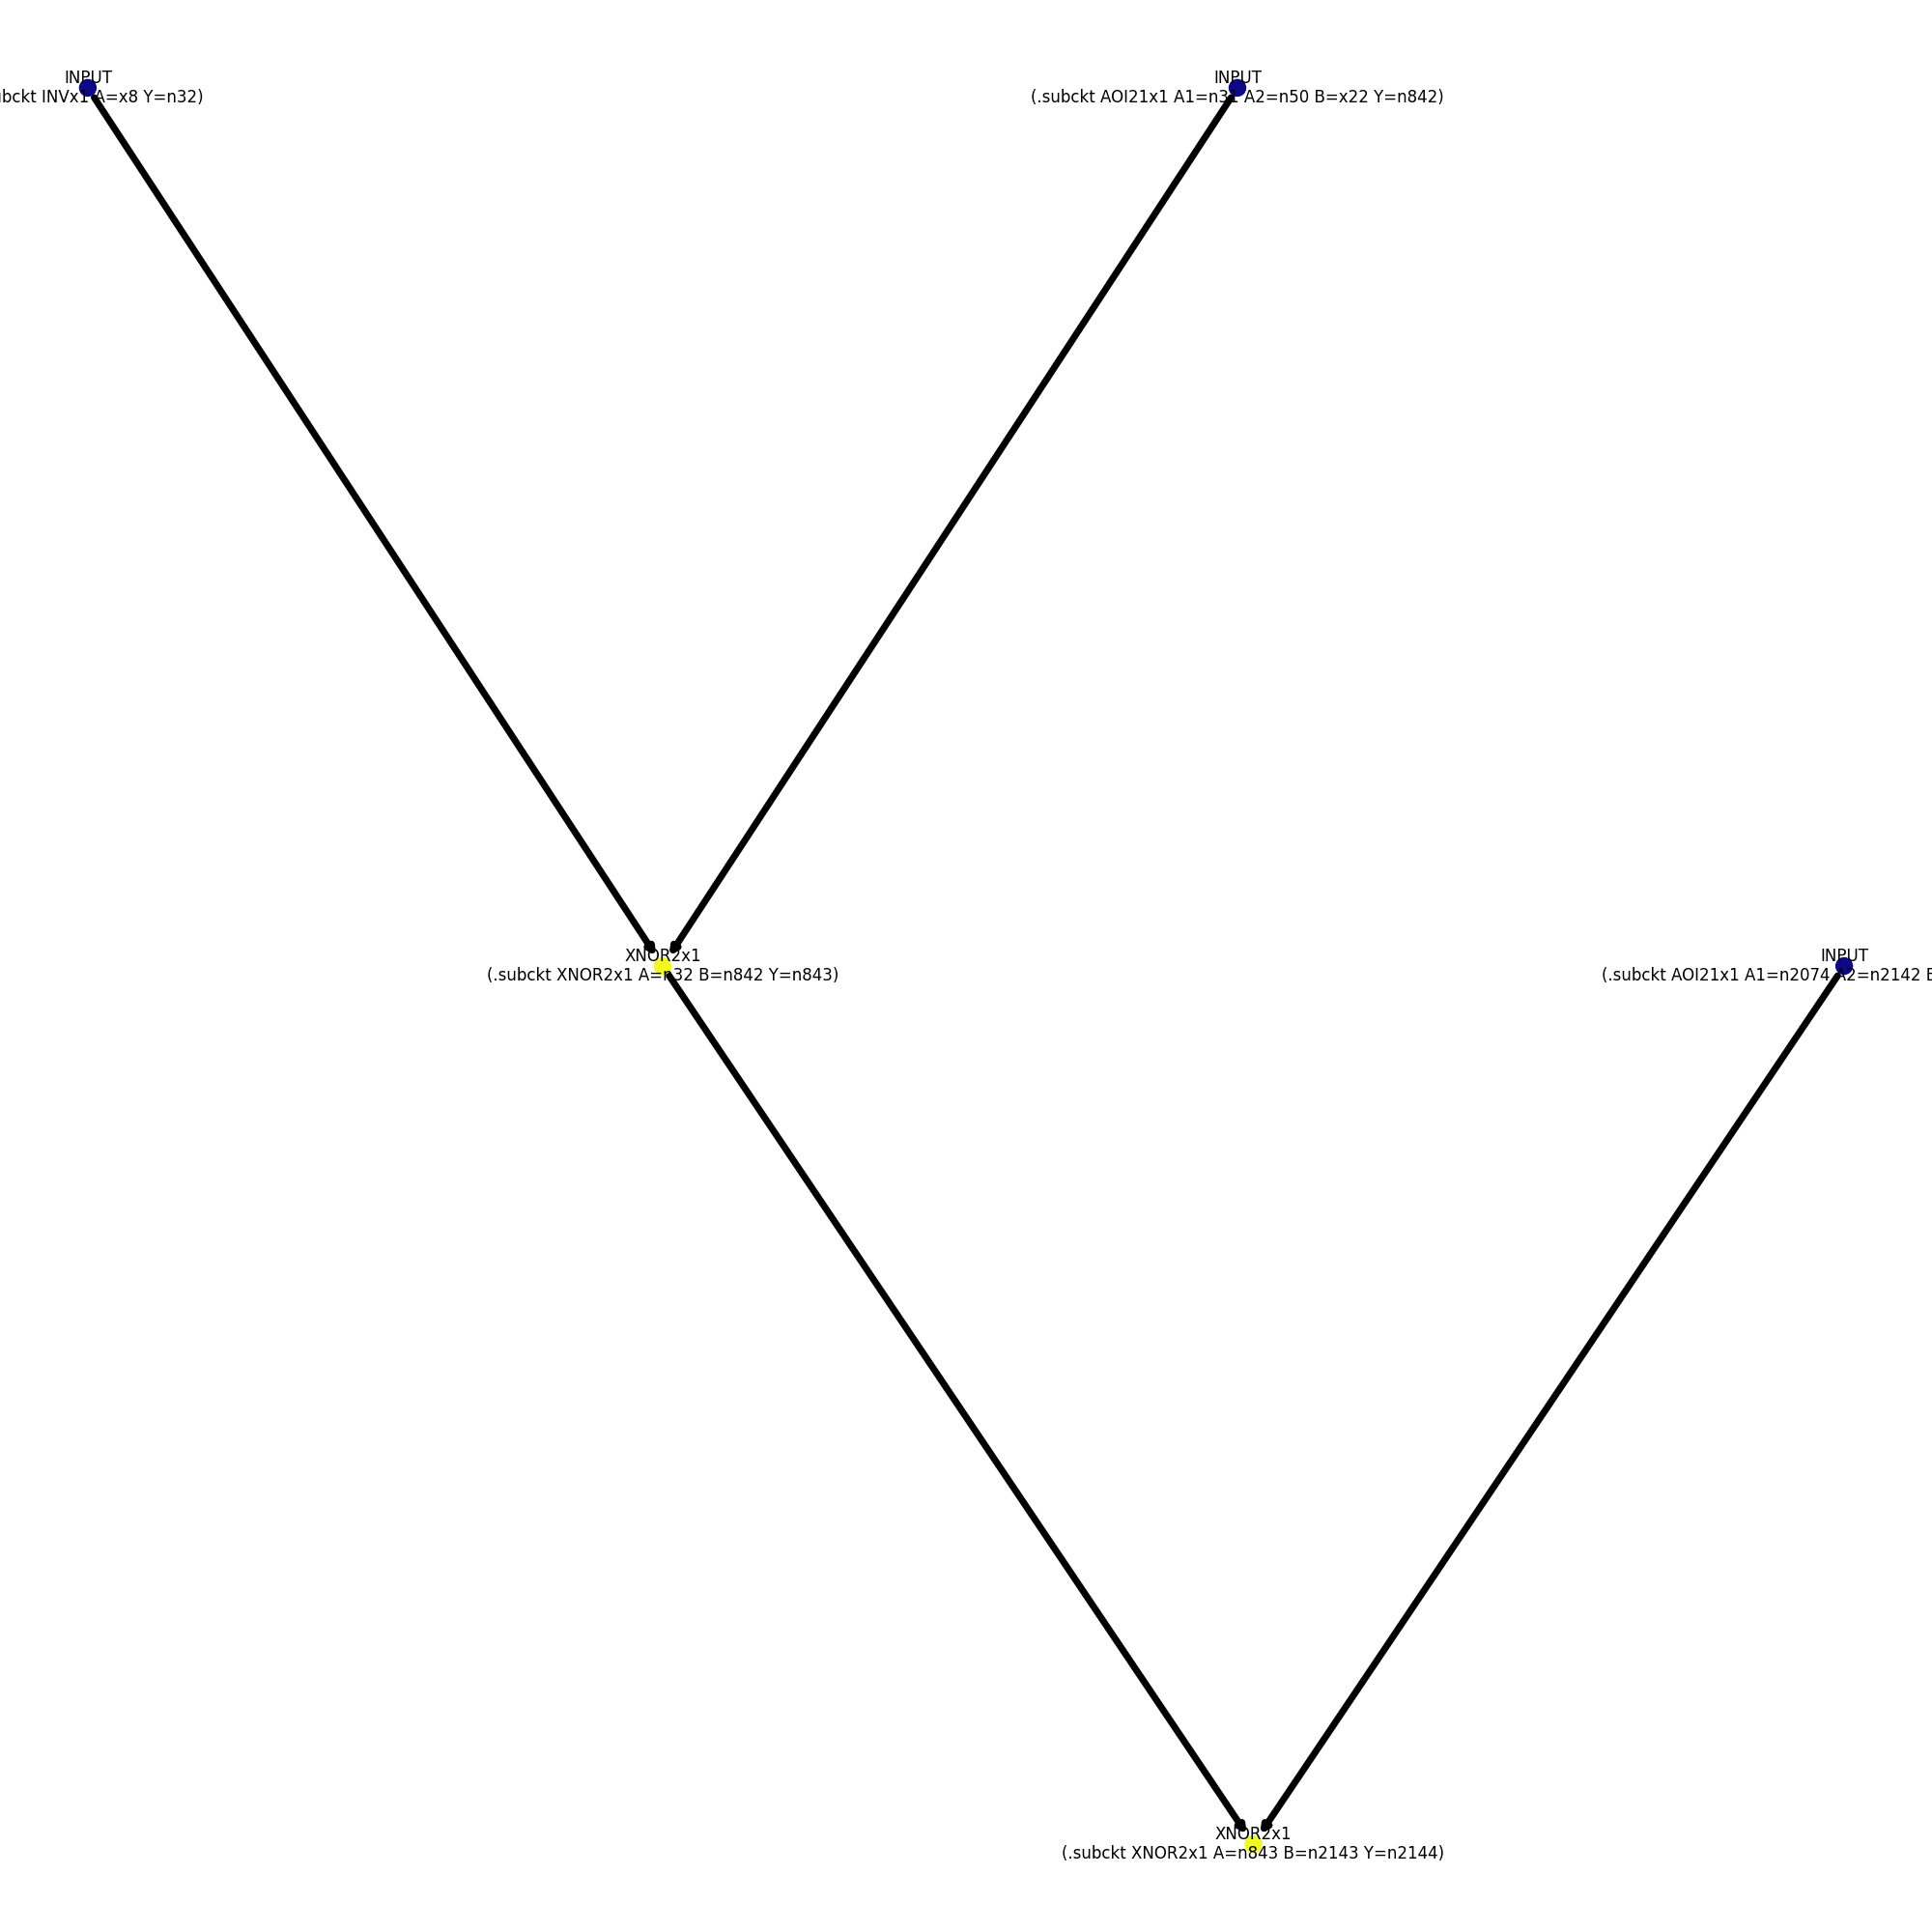 INPUT
INPUT
INVx1 A=x8 Y=n32)
(.subckt AOI21x1 A1=n31 A2=n50 B=x22 Y=n842)
XNOR2x1
(.subckt XNOR2x1 A=n32 B=n842 Y=n843)
INPUT
(.subckt AOI21x1 A1=n2074 A2=n2142
XNOR2x1
(.subckt XNOR2x1 A=n843 B=n2143 Y=n2144)